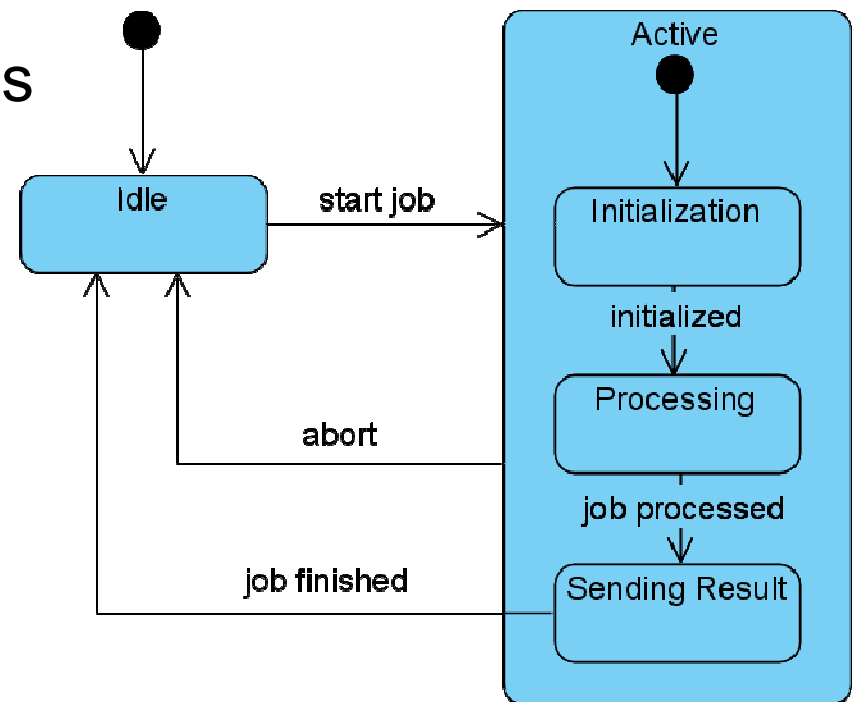 s
Active
Idle
start job
Initialization
initialized
Processing
abort
job processed
job finished
Sending Result